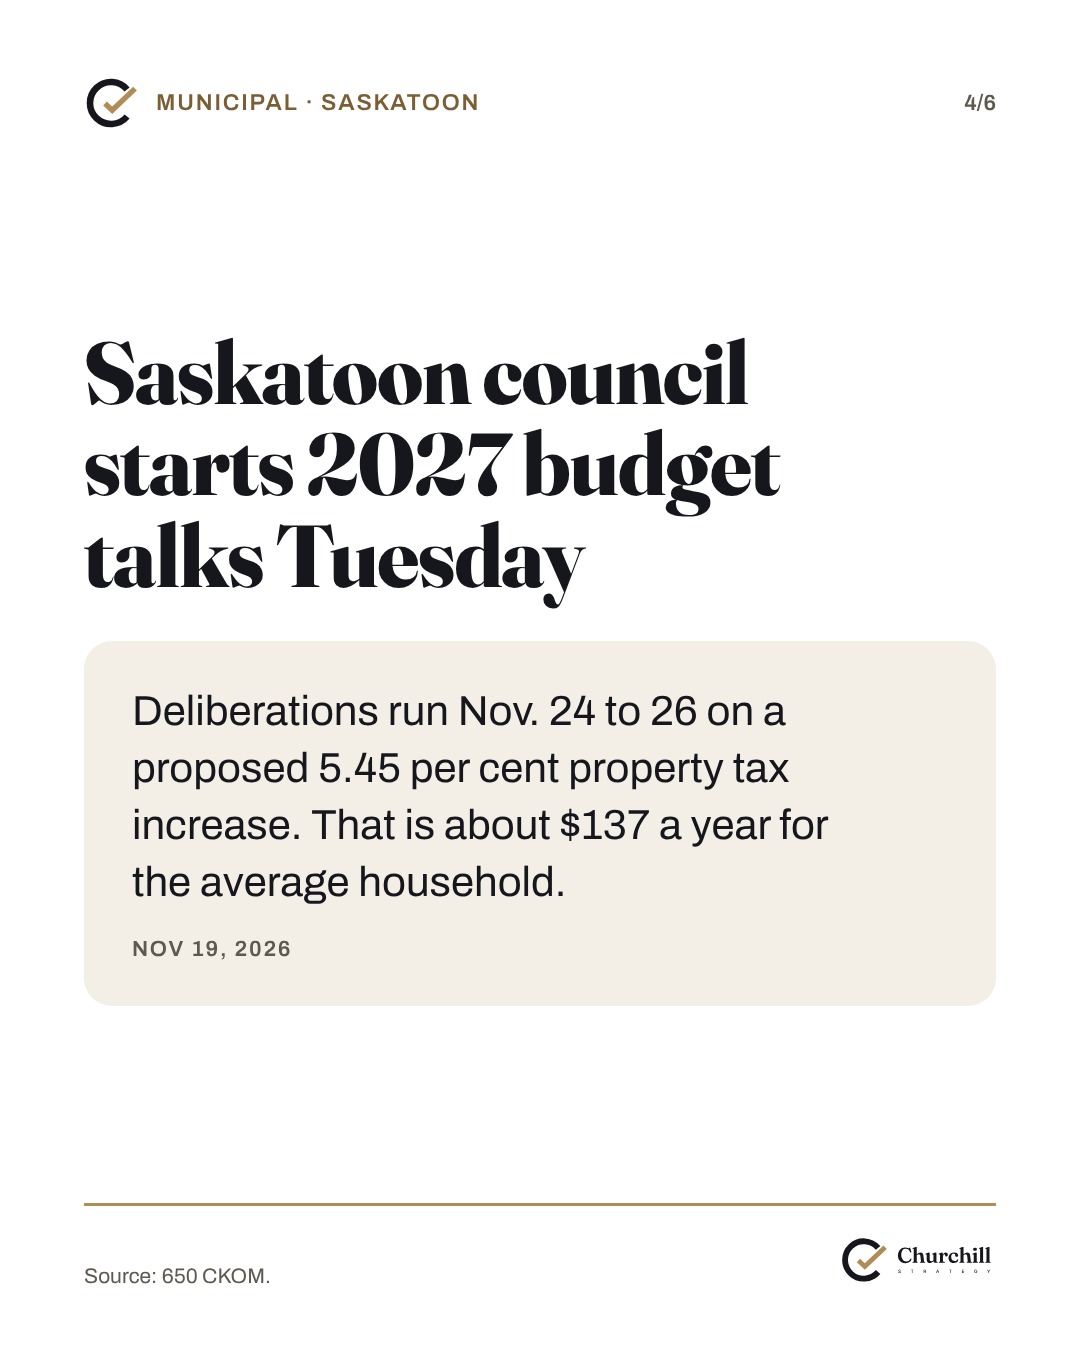 MUNICIPAL · SASKATOON
4/6
Saskatoon council
starts 2027 budget
talks Tuesday
Deliberations run Nov. 24 to 26 on a
proposed 5.45 per cent property tax
increase. That is about $137 a year for
the average household.
NOV 19, 2026
Source: 650 CKOM.
Churchill
STRATEGY